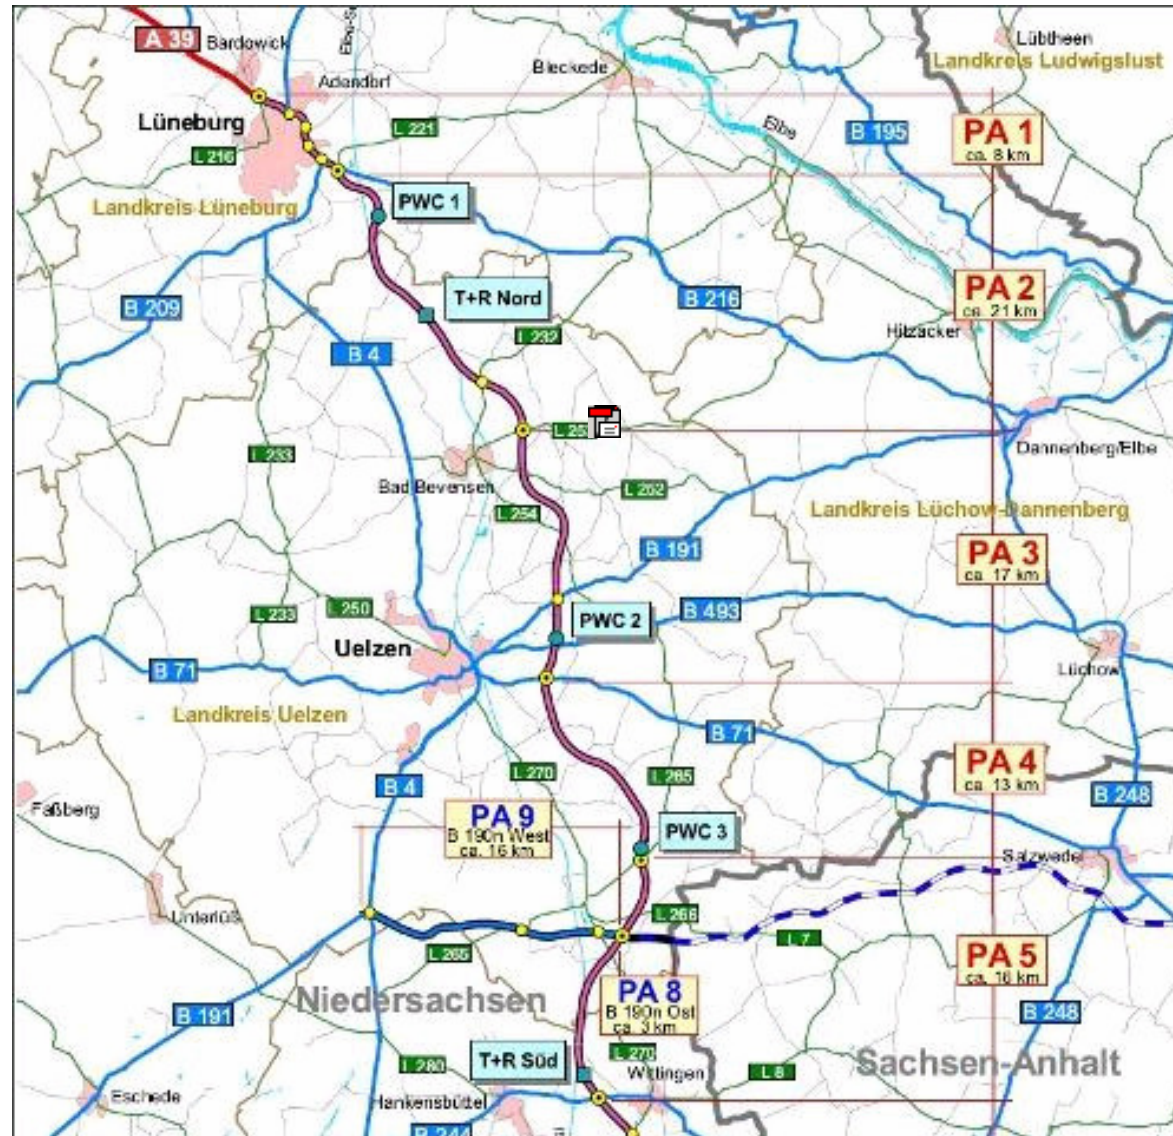 A 39
Bardowick
Adendorf
Lübtheen
Landkreis Ludwigslust
Bleckede
Lüneburg
L 221
L 216
Elbe
B 195
PA 1
ca. 8 km
PWC 1
Landkreis Lüneburg
T+R Nord
B 209
B 216
PA 2
ca. 21 km
Hitzacker
L 232
B 4
L 233
Bad Bevensen
L 252
L 254
Dannenberg/Elbe
Landkreis Lüchow-Dannenberg
B 191
PA 3
ca. 17 km
L 233
L 250
PWC 2
B 493
Uelzen
B 71
Lüchow
Landkreis Uelzen
B 71
L 270
L 265
PA 4
ca. 13 km
B 4
B 248
Faßberg
PA 9
B 190n West
ca. 16 km
PWC 3
Salzwedel
Unterlüß
L 266
L 7
L 265
PA 5
ca. 16 km
Niedersachsen
PA 8
B 190n Ost
ca. 3 km
B 191
B 248
T+R Süd
L 270
Sachsen-Anhalt
L 280
Wittingen
L 8
Eschede
Hankensbüttel
B 244